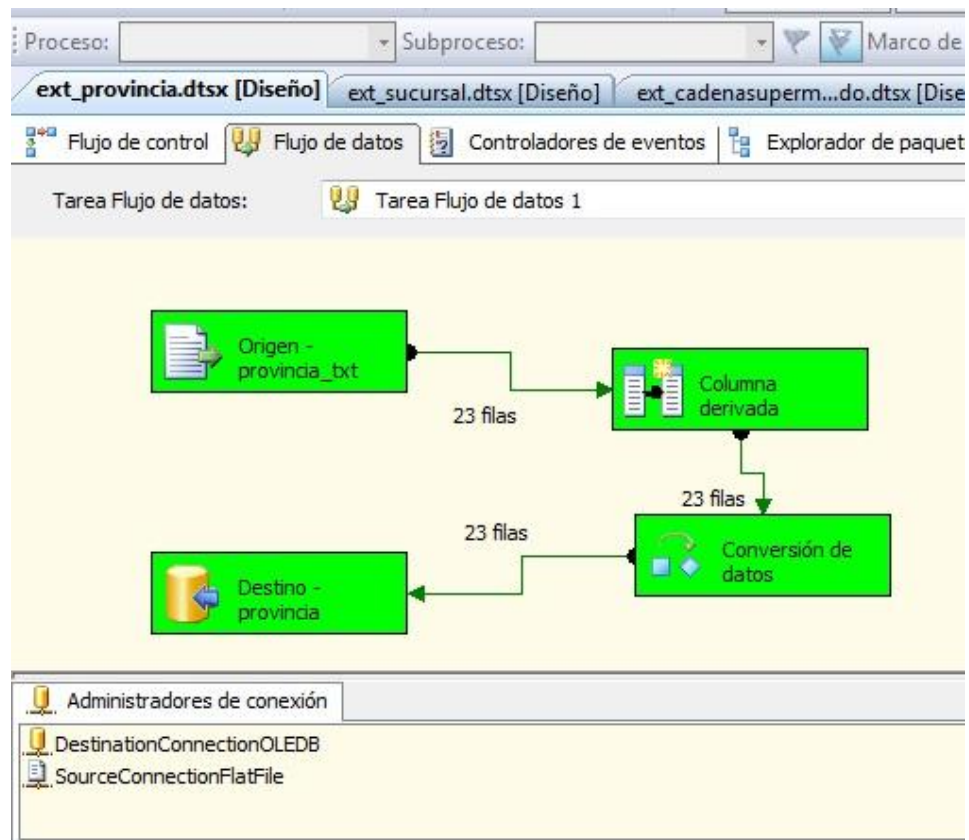 Proceso:
Subproceso:
Marco de
ext_provincia.dtsx [Diseño]
ext_sucursal.dtsx [Diseño]
ext_cadenasuperm...do.dtsx [Dise
Flujo de control
Flujo de datos
Controladores de eventos
Explorador de paquet
Tarea Flujo de datos:
Tarea Flujo de datos 1
Origen -
provincia_txt
23 filas
Columna
derivada
23 filas
Conversión de
datos
23 filas
Destino -
provincia
Administradores de conexión
DestinationConnectionOLEDB
SourceConnectionFlatFile